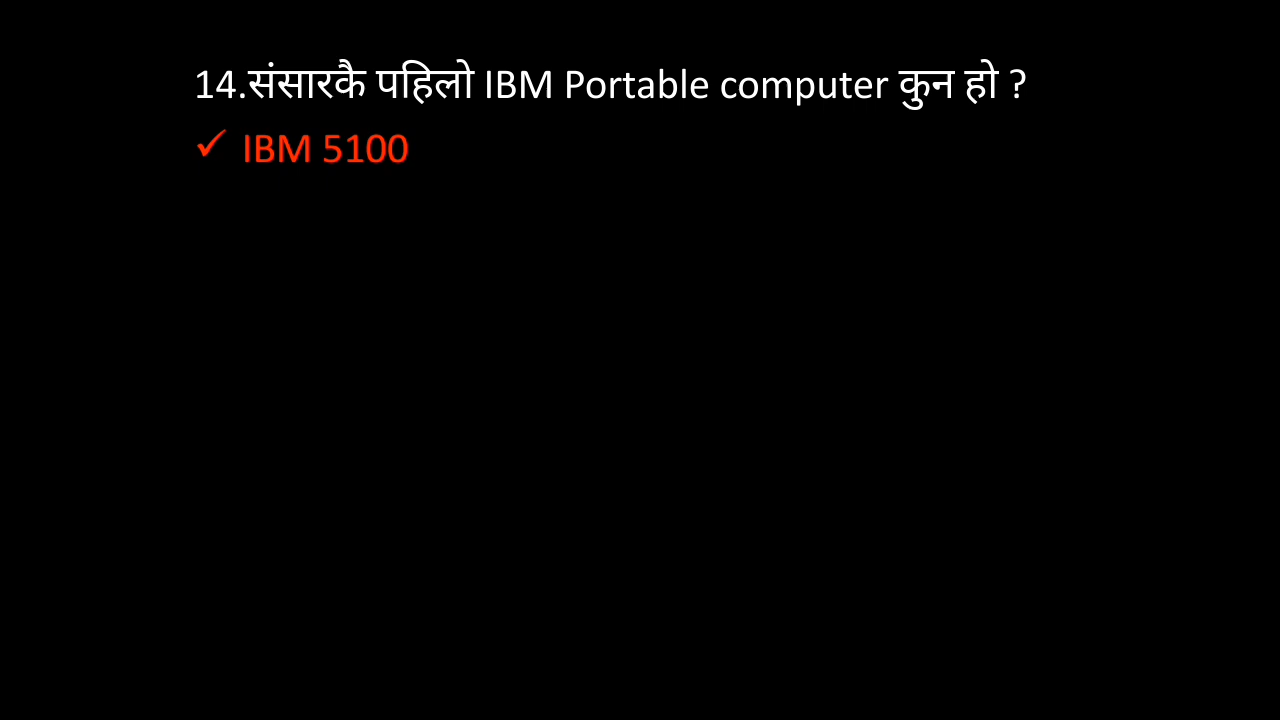 14.संसारकै पहिलो IBM Portable computer कुन हो ?
✓ IBM 5100